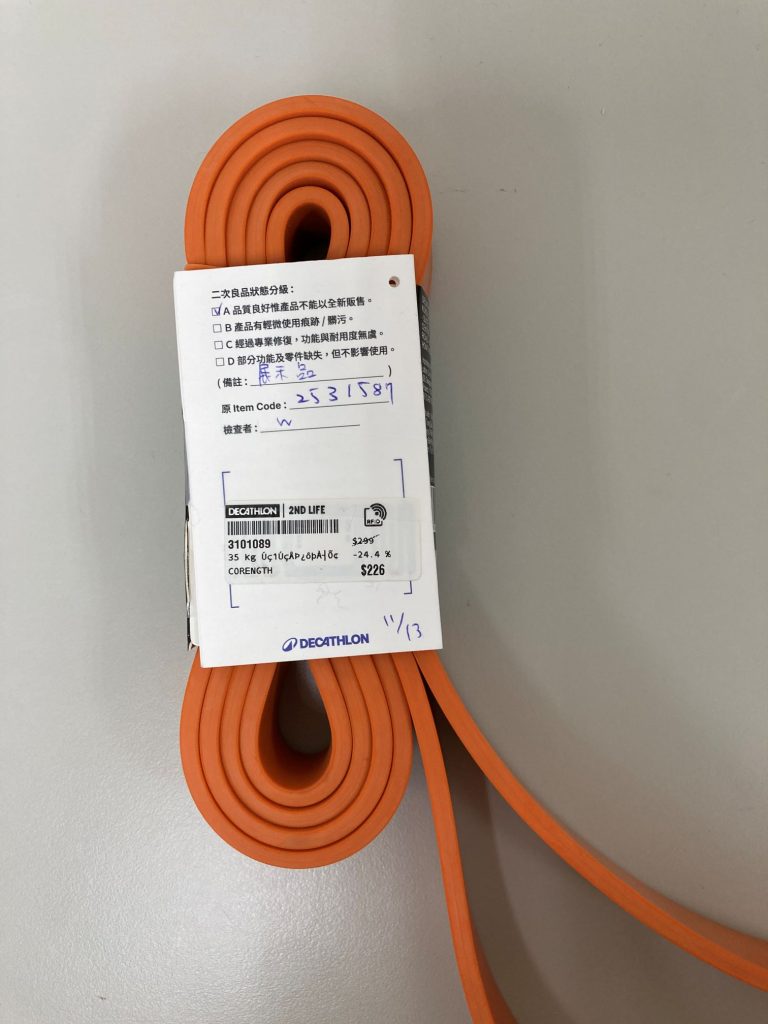 二次良品狀態分級：
☑ A 品質良好惟產品不能以全新販售。
☐ B 產品有輕微使用痕跡 / 髒污。
☐ C 經過專業修復，功能與耐用度無虞。
☐ D 部分功能及零件缺失，但不影響使用。
( 備註：展示品 )
原 Item Code : 2531587
檢查者 : W
DECATHLON | 2ND LIFE
RFID
3101089 $299
35 kg Üç1ÙçÅÞ¿õþÀ┤Õ¢ -24.4 %
CORENGTH $226
DECATHLON 11/13